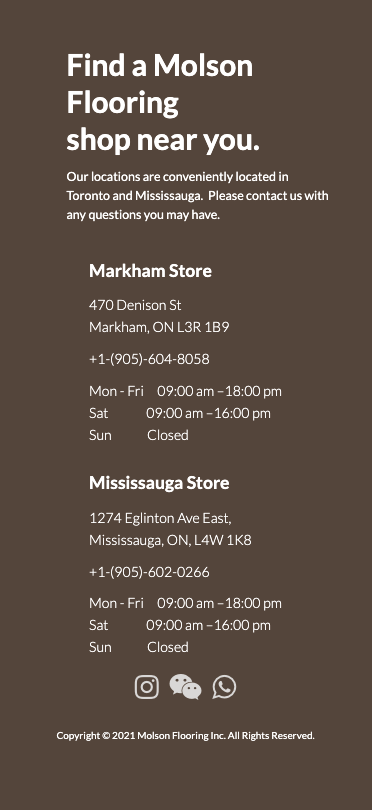 Find a Molson
Flooring
shop near you.
Our locations are conveniently located in
Toronto and Mississauga.  Please contact us with
any questions you may have.
Markham Store
470 Denison St
Markham, ON L3R 1B9
+1-(905)-604-8058
Mon - Fri    09:00 am –18:00 pm
Sat    09:00 am –16:00 pm
Sun    Closed
Mississauga Store
1274 Eglinton Ave East,
Mississauga, ON, L4W 1K8
+1-(905)-602-0266
Mon - Fri    09:00 am –18:00 pm
Sat    09:00 am –16:00 pm
Sun    Closed
Copyright © 2021 Molson Flooring Inc. All Rights Reserved.